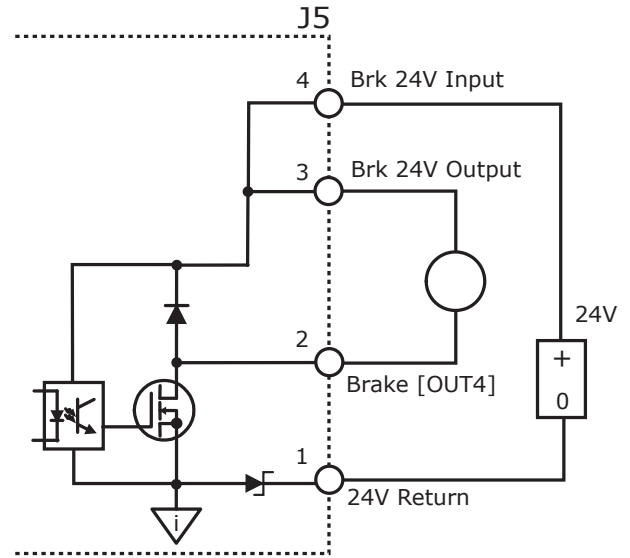 J5
4 Brk 24V Input
3 Brk 24V Output
24V
2
Brake [OUT4]
+
0
1
24V Return
i